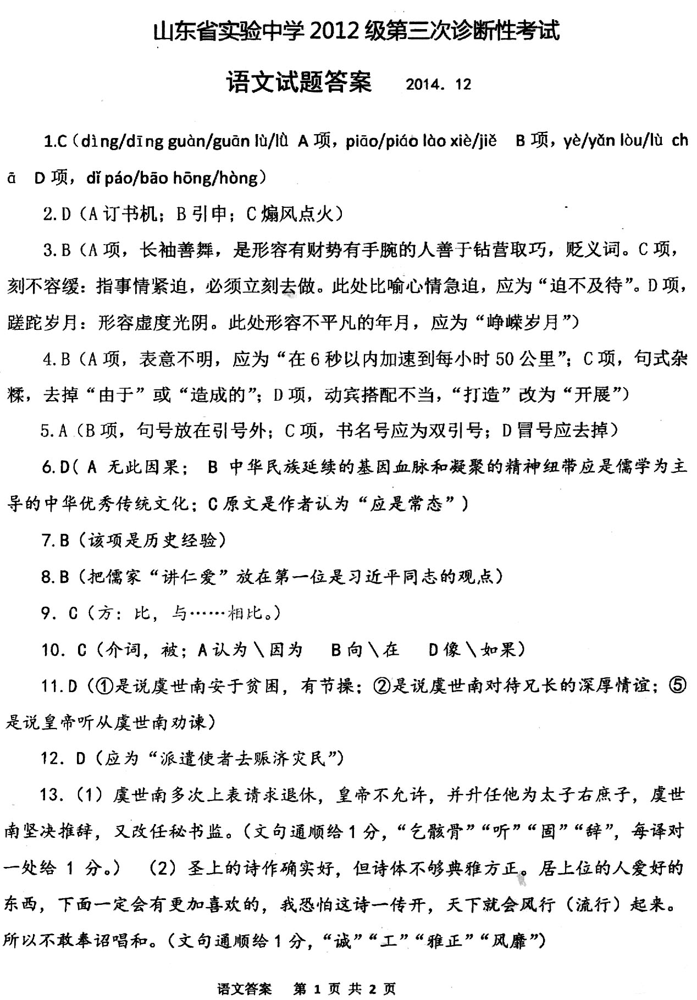 山东省实验中学 2012 级第三次诊断性考试
语文试题答案 2014. 12
1.C（dìng/dīng guàn/guān lù/lǜ A 项，piāo/piáo lào xiè/jiě B 项，yè/yǎn lòu/lù ch
ā D 项，dǐ páo/bāo hōng/hòng）
2. D（A 订书机；B 引申；C 煽风点火）
3. B（A 项，长袖善舞，是形容有财势有手腕的人善于钻营取巧，贬义词。C 项，
刻不容缓：指事情紧迫，必须立刻去做。此处比喻心情急迫，应为“迫不及待”。D 项，
蹉跎岁月：形容虚度光阴。此处形容不平凡的年月，应为“峥嵘岁月”）
4. B（A 项，表意不明，应为“在 6 秒以内加速到每小时 50 公里”；C 项，句式杂
糅，去掉“由于”或“造成的”；D 项，动宾搭配不当，“打造”改为“开展”）
5. A（B 项，句号放在引号外；C 项，书名号应为双引号；D 冒号应去掉）
6. D( A 无此因果； B 中华民族延续的基因血脉和凝聚的精神纽带应是儒学为主
导的中华优秀传统文化；C 原文是作者认为“应是常态”)
7. B（该项是历史经验）
8. B（把儒家“讲仁爱”放在第一位是习近平同志的观点）
9. C（方：比，与……相比。）
10. C（介词，被；A 认为\因为 B 向\在 D 像\如果）
11. D（①是说虞世南安于贫困，有节操；②是说虞世南对待兄长的深厚情谊；⑤
是说皇帝听从虞世南劝谏）
12. D（应为“派遣使者去赈济灾民”）
13.（1）虞世南多次上表请求退休，皇帝不允许，并升任他为太子右庶子，虞世
南坚决推辞，又改任秘书监。（文句通顺给 1 分，“乞骸骨”“听”“固”“辞”，每译对
一处给 1 分。） （2）圣上的诗作确实好，但诗体不够典雅方正。居上位的人爱好的
东西，下面一定会有更加喜欢的，我恐怕这诗一传开，天下就会风行（流行）起来。
所以不敢奉诏唱和。（文句通顺给 1 分，“诚”“工”“雅正”“风靡”）
语文答案 第 1 页 共 2 页